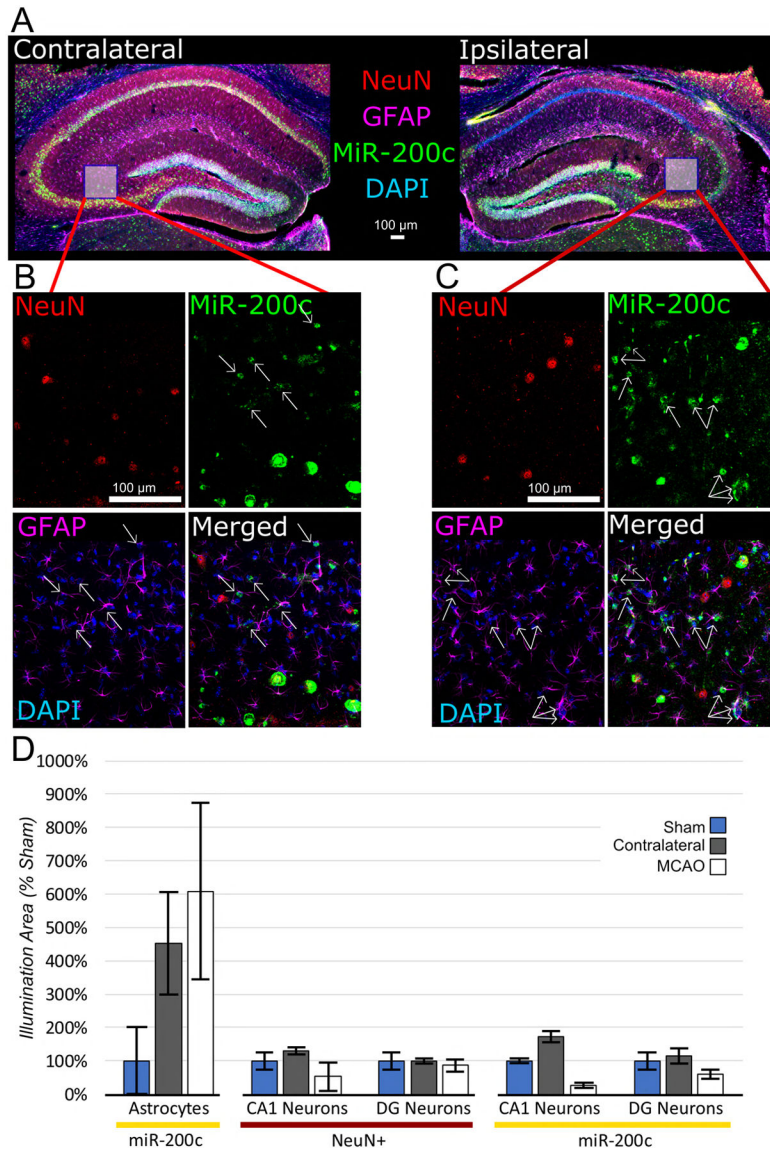 A
Contralateral
Ipsilateral
NeuN
GFAP
MiR-200c
DAPI
100 µm
B
NeuN
MiR-200c
100 µm
GFAP
Merged
DAPI
C
NeuN
MiR-200c
100 µm
GFAP
Merged
DAPI
D
1000%
900%
800%
700%
600%
500%
400%
300%
200%
100%
0%
Illumination Area (% Sham)
Sham
Contralateral
MCAO
Astrocytes
CA1 Neurons
DG Neurons
CA1 Neurons
DG Neurons
miR-200c
NeuN+
miR-200c